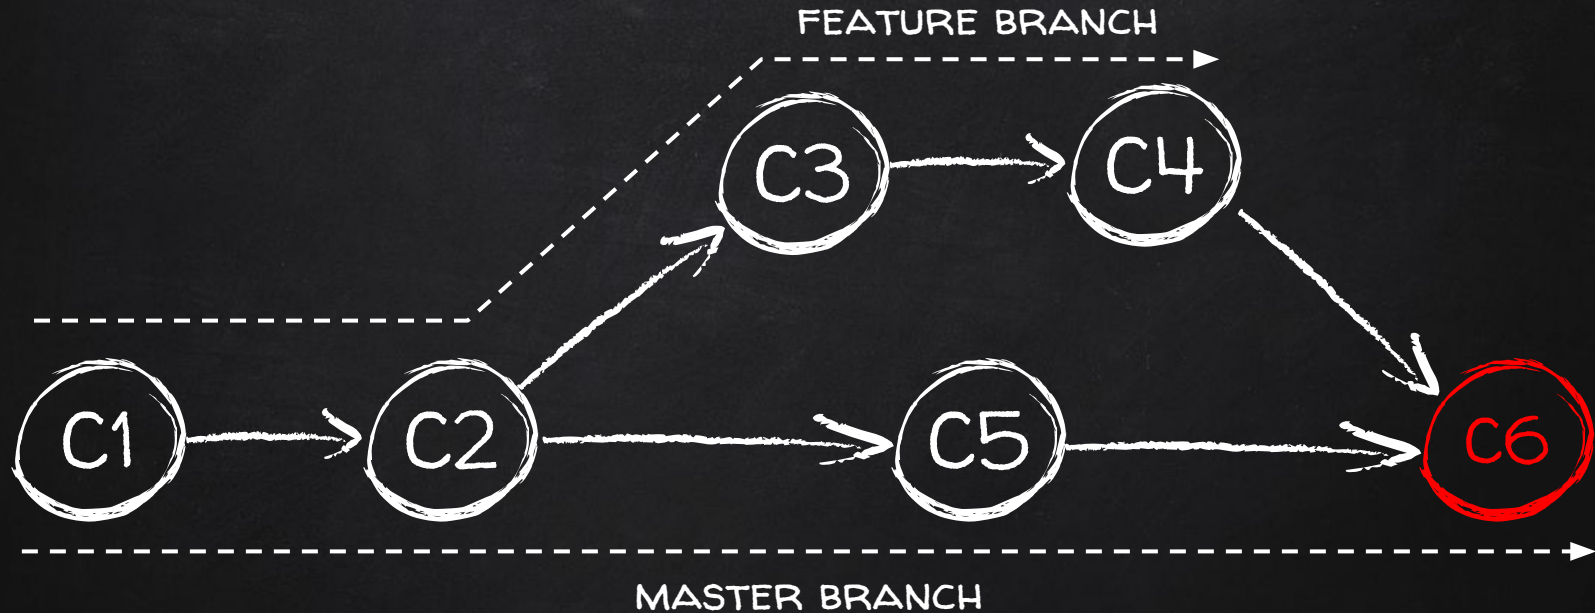 FEATURE BRANCH
C3
C4
C1
C2
C5
C6
MASTER BRANCH